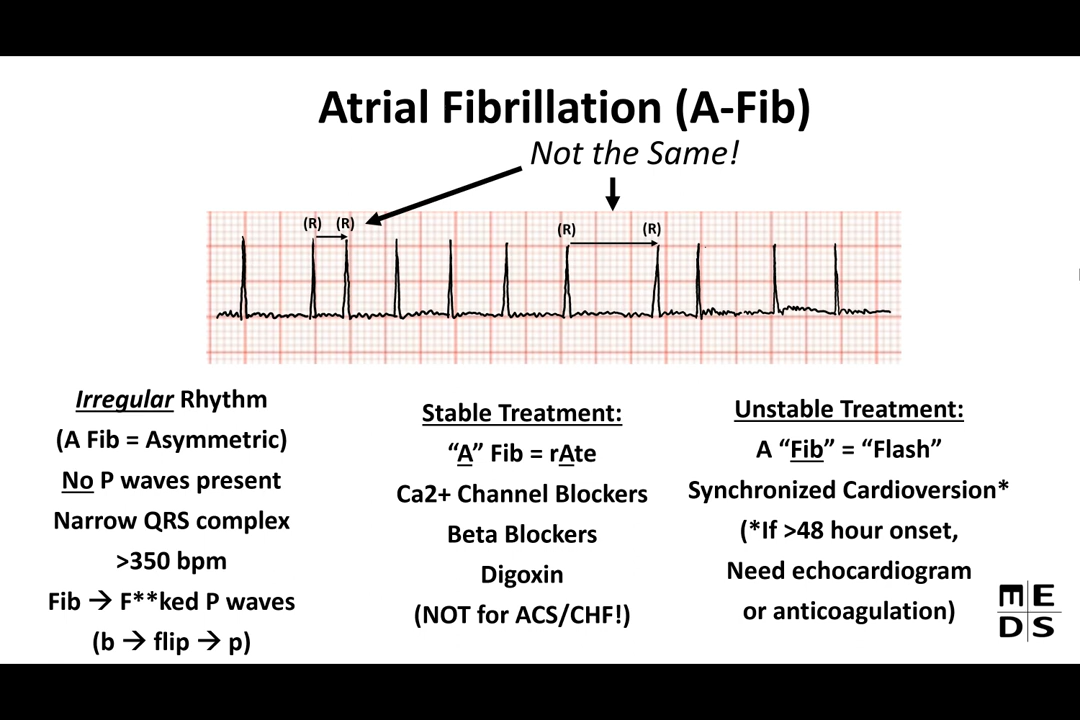 Atrial Fibrillation (A-Fib)
Not the Same!
(R) (R) (R) (R)
Irregular Rhythm
(A Fib = Asymmetric)
No P waves present
Narrow QRS complex
>350 bpm
Fib → F**ked P waves
(b → flip → p)
Stable Treatment:
“A” Fib = rAte
Ca2+ Channel Blockers
Beta Blockers
Digoxin
(NOT for ACS/CHF!)
Unstable Treatment:
A “Fib” = “Flash”
Synchronized Cardioversion*
(*If >48 hour onset,
Need echocardiogram
or anticoagulation)
ME
DS